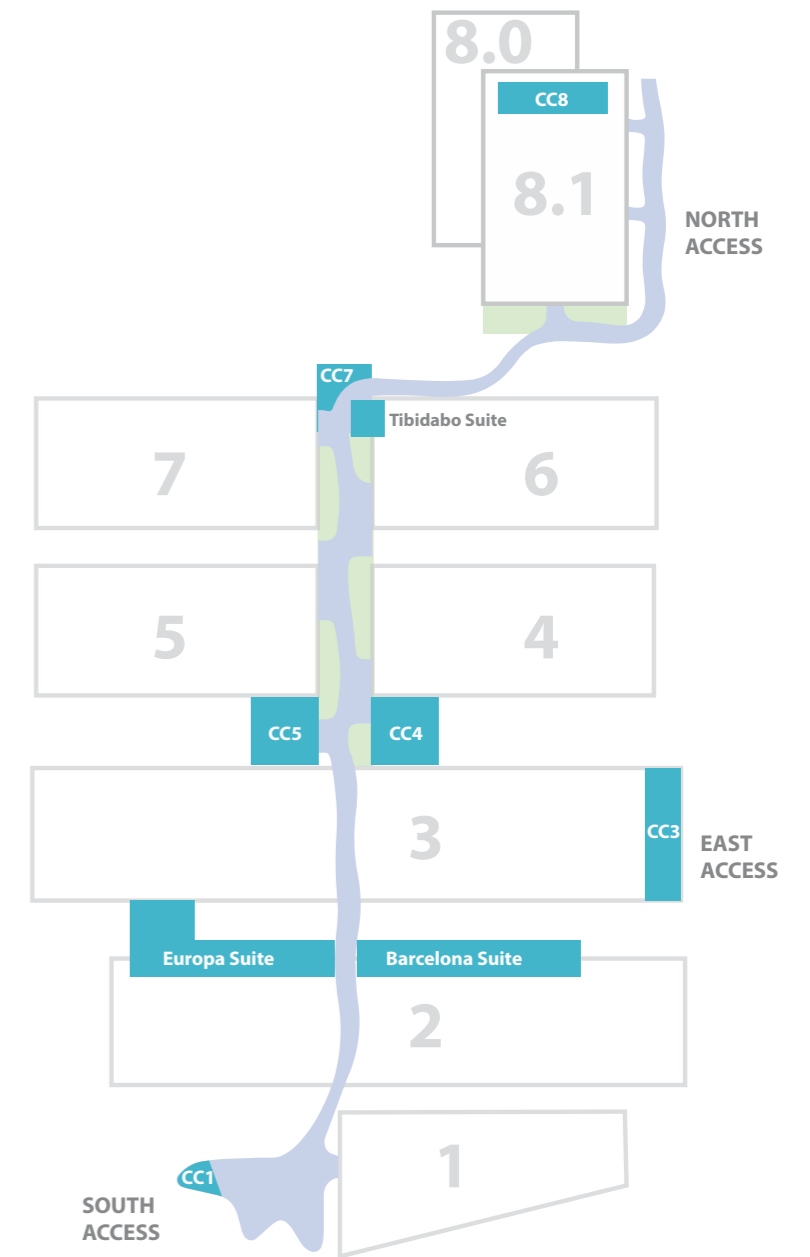 8.0
CC8
8.1
NORTH
ACCESS
CC7
Tibidabo Suite
7
6
5
4
CC5
CC4
3
CC3
EAST
ACCESS
Europa Suite
Barcelona Suite
2
1
CC1
SOUTH
ACCESS